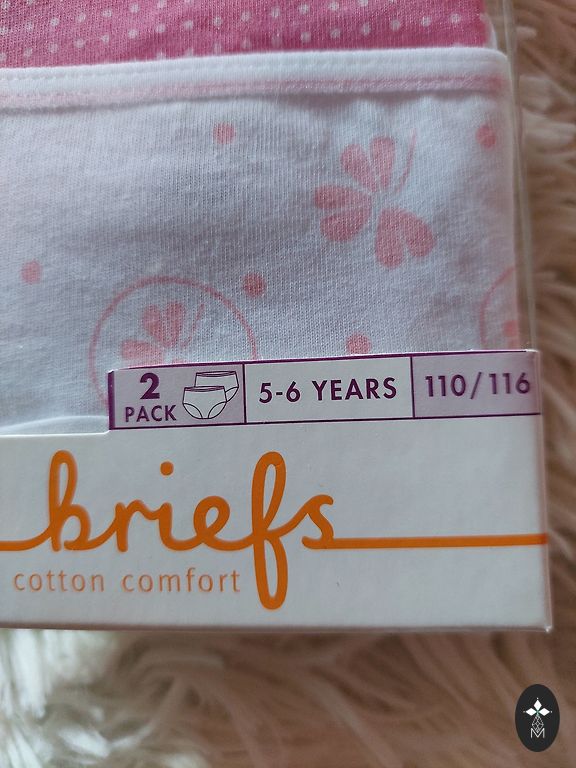 2
PACK
5-6 YEARS
110/116
briefs
cotton comfort
M